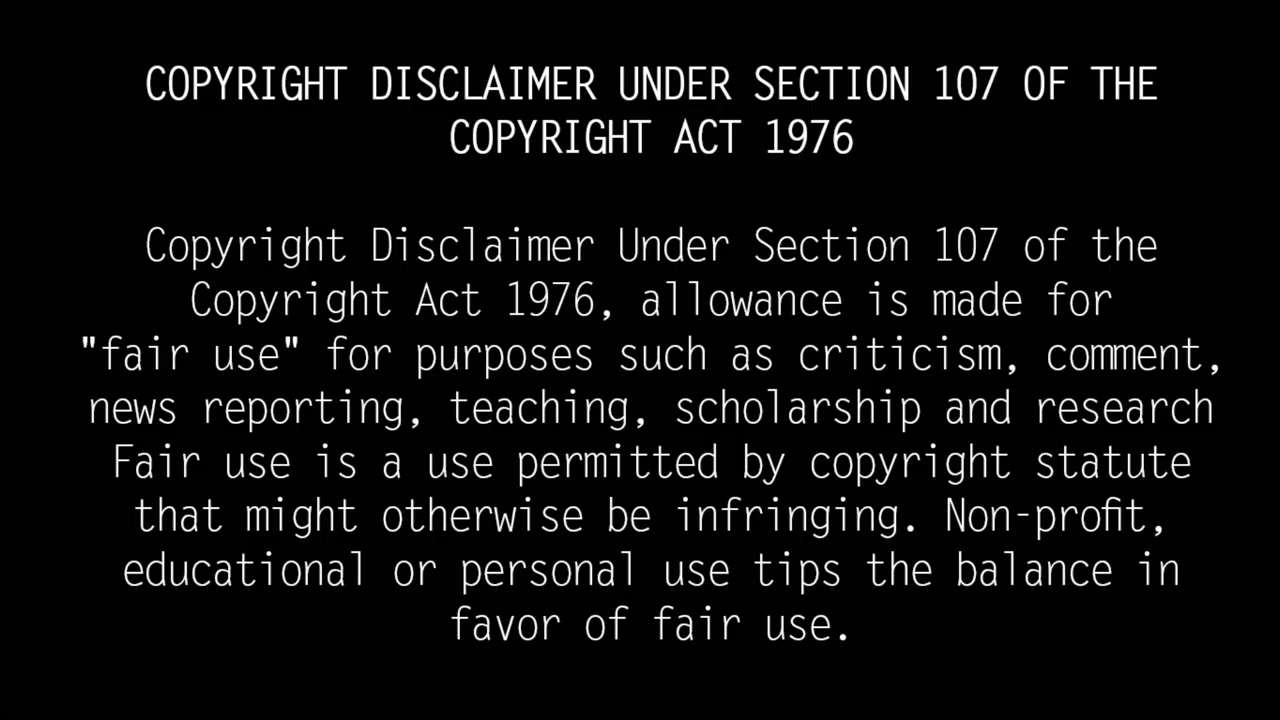 COPYRIGHT DISCLAIMER UNDER SECTION 107 OF THE
COPYRIGHT ACT 1976
Copyright Disclaimer Under Section 107 of the
Copyright Act 1976, allowance is made for
"fair use" for purposes such as criticism, comment,
news reporting, teaching, scholarship and research
Fair use is a use permitted by copyright statute
that might otherwise be infringing. Non-profit,
educational or personal use tips the balance in
favor of fair use.